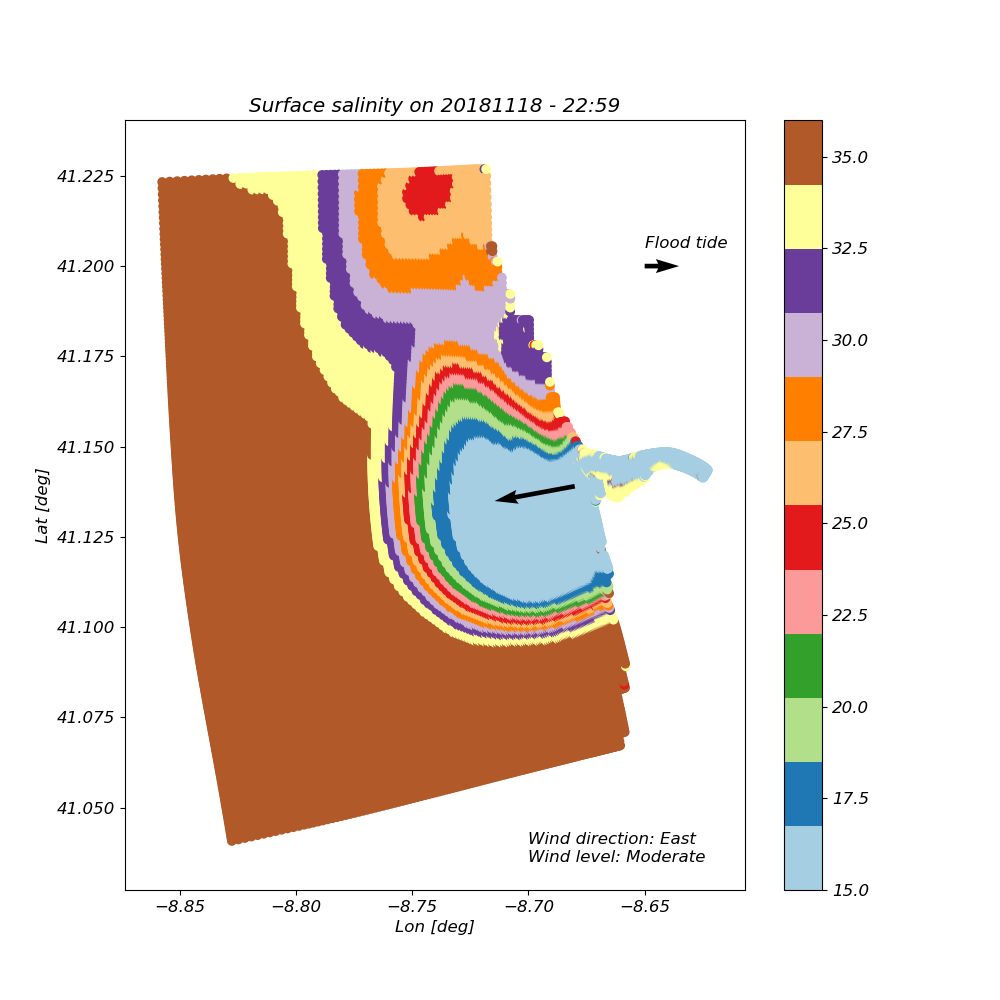 Surface salinity on 20181118 - 22:59
41.225
41.200
41.175
41.150
41.125
41.100
41.075
41.050
Lat [deg]
Flood tide
Wind direction: East
Wind level: Moderate
−8.85 −8.80 −8.75 −8.70 −8.65
Lon [deg]
35.0
32.5
30.0
27.5
25.0
22.5
20.0
17.5
15.0